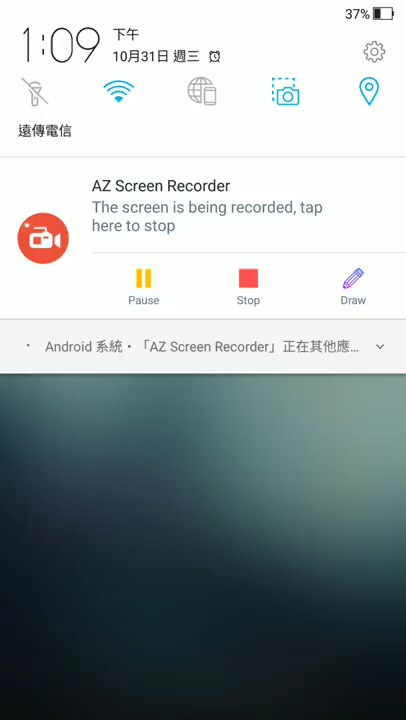 37%
1:09 下午
10月31日 週三
遠傳電信
AZ Screen Recorder
The screen is being recorded, tap
here to stop
Pause Stop Draw
· Android 系統・「AZ Screen Recorder」正在其他應…